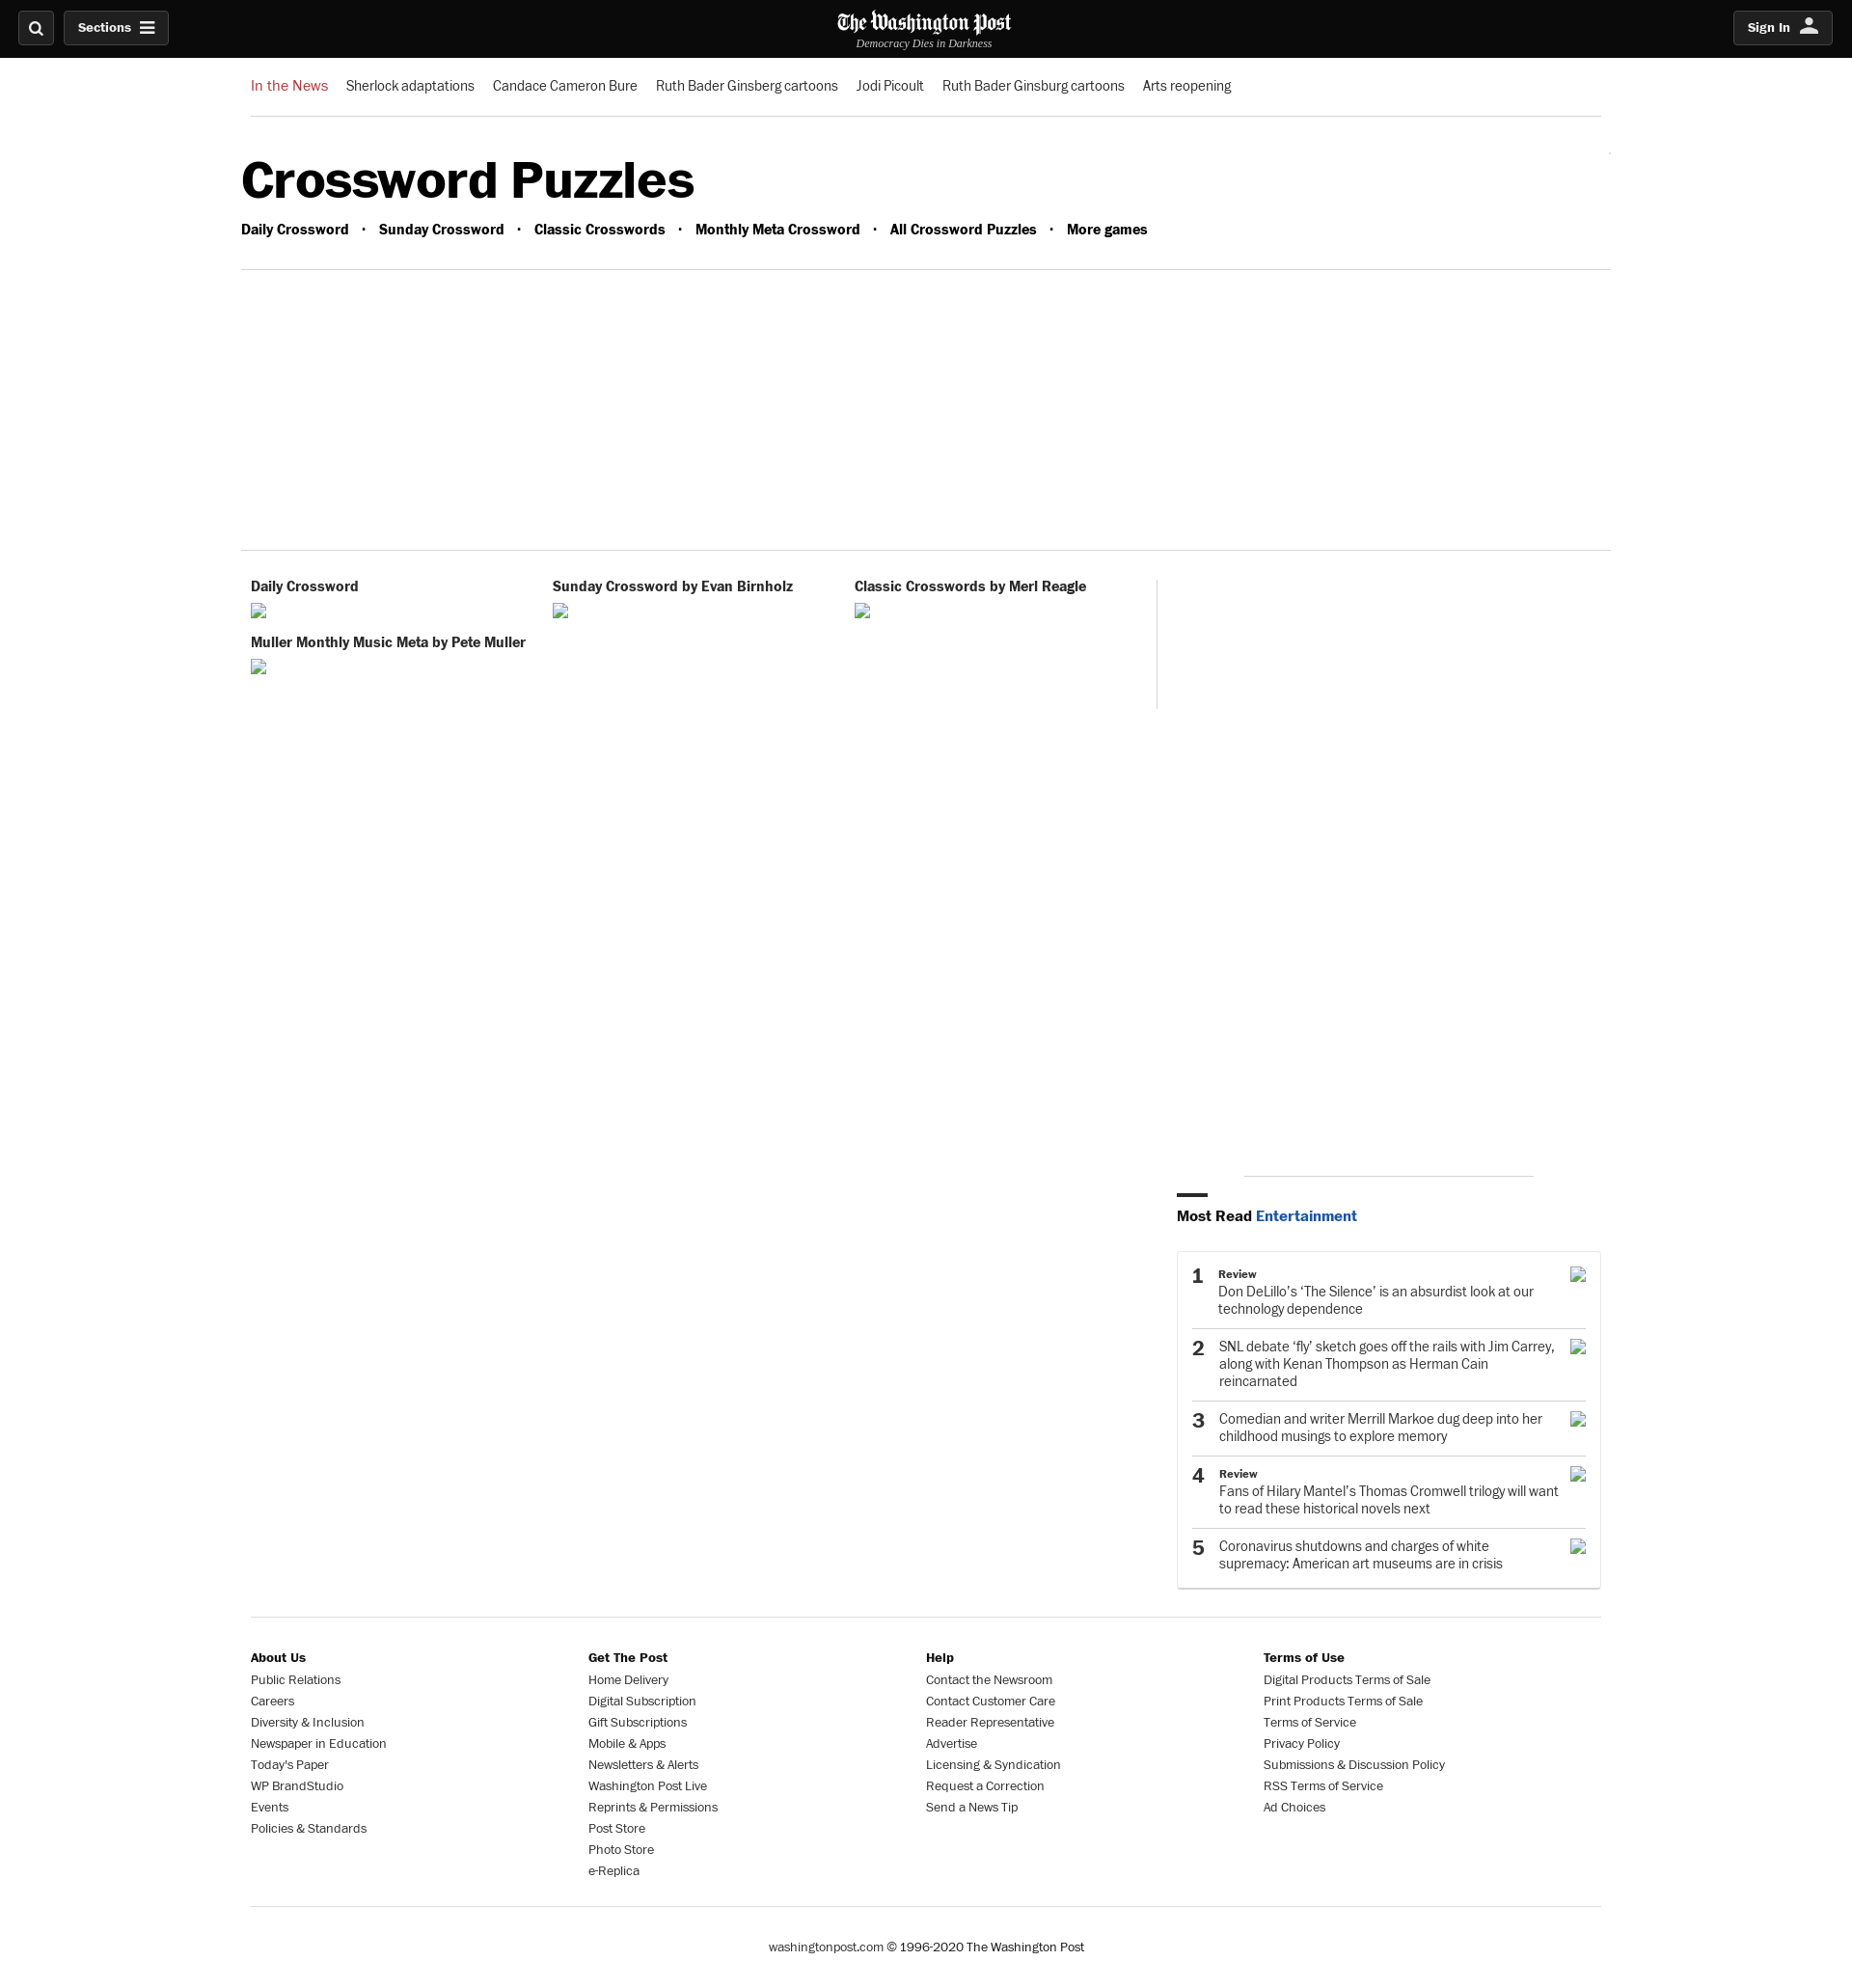 Sections
The Washington Post
Democracy Dies in Darkness
Sign In
In the News Sherlock adaptations Candace Cameron Bure Ruth Bader Ginsberg cartoons Jodi Picoult Ruth Bader Ginsburg cartoons Arts reopening
Crossword Puzzles
Daily Crossword • Sunday Crossword • Classic Crosswords • Monthly Meta Crossword • All Crossword Puzzles • More games
Daily Crossword
Sunday Crossword by Evan Birnholz
Classic Crosswords by Merl Reagle
Muller Monthly Music Meta by Pete Muller
Most Read Entertainment
1 Review
Don DeLillo’s ‘The Silence’ is an absurdist look at our
technology dependence
2 SNL debate ‘fly’ sketch goes off the rails with Jim Carrey,
along with Kenan Thompson as Herman Cain
reincarnated
3 Comedian and writer Merrill Markoe dug deep into her
childhood musings to explore memory
4 Review
Fans of Hilary Mantel’s Thomas Cromwell trilogy will want
to read these historical novels next
5 Coronavirus shutdowns and charges of white
supremacy: American art museums are in crisis
About Us
Public Relations
Careers
Diversity & Inclusion
Newspaper in Education
Today's Paper
WP BrandStudio
Events
Policies & Standards
Get The Post
Home Delivery
Digital Subscription
Gift Subscriptions
Mobile & Apps
Newsletters & Alerts
Washington Post Live
Reprints & Permissions
Post Store
Photo Store
e-Replica
Help
Contact the Newsroom
Contact Customer Care
Reader Representative
Advertise
Licensing & Syndication
Request a Correction
Send a News Tip
Terms of Use
Digital Products Terms of Sale
Print Products Terms of Sale
Terms of Service
Privacy Policy
Submissions & Discussion Policy
RSS Terms of Service
Ad Choices
washingtonpost.com © 1996-2020 The Washington Post